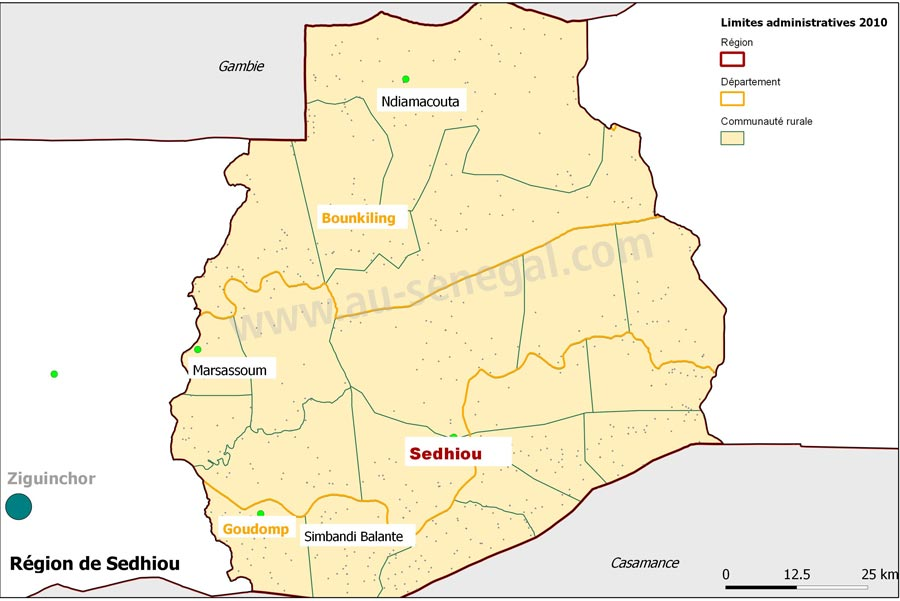 Limites administratives 2010
Région
Département
Communauté rurale
Gambie
Ndiamacouta
Bounkiling
www.au-senegal.com
Marsassoum
Sedhiou
Ziguinchor
Goudomp
Simbandi Balante
Région de Sedhiou
Casamance
0 12.5 25 km